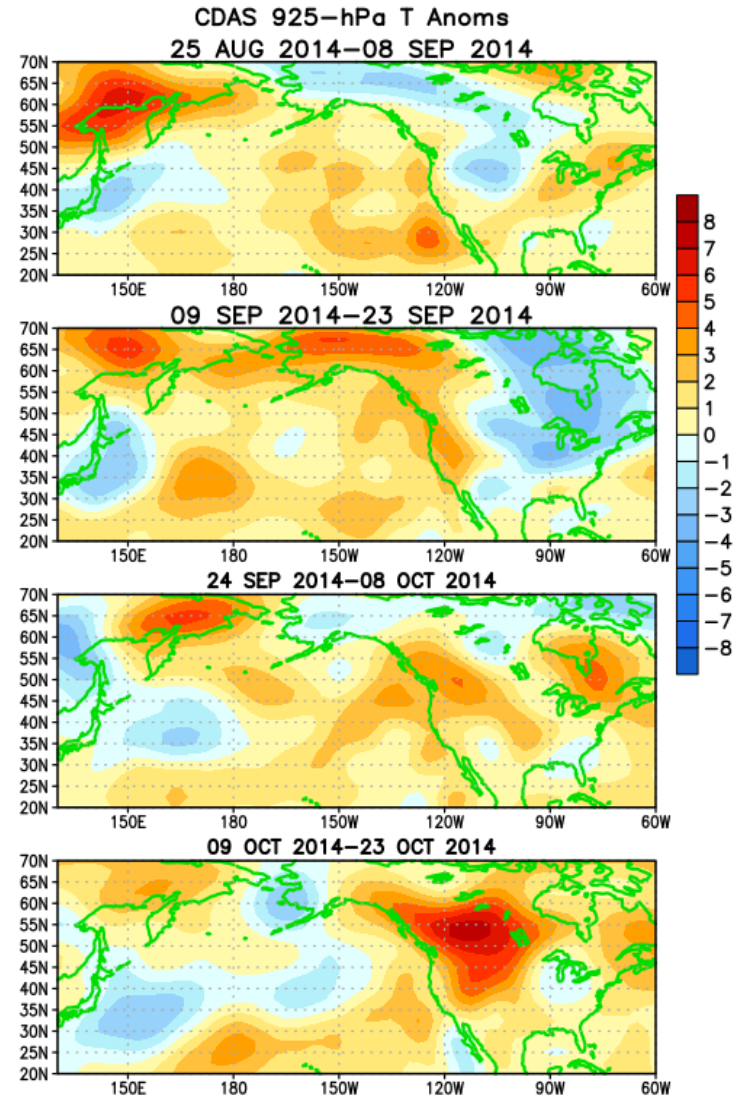 CDAS 925-hPa T Anoms
25 AUG 2014-08 SEP 2014
70N
65N
60N
55N
50N
45N
40N
35N
30N
25N
20N
150E 180 150W 120W 90W 60W
09 SEP 2014-23 SEP 2014
70N
65N
60N
55N
50N
45N
40N
35N
30N
25N
20N
150E 180 150W 120W 90W 60W
24 SEP 2014-08 OCT 2014
70N
65N
60N
55N
50N
45N
40N
35N
30N
25N
20N
150E 180 150W 120W 90W 60W
09 OCT 2014-23 OCT 2014
70N
65N
60N
55N
50N
45N
40N
35N
30N
25N
20N
150E 180 150W 120W 90W 60W
8
7
6
5
4
3
2
1
0
-1
-2
-3
-4
-5
-6
-7
-8